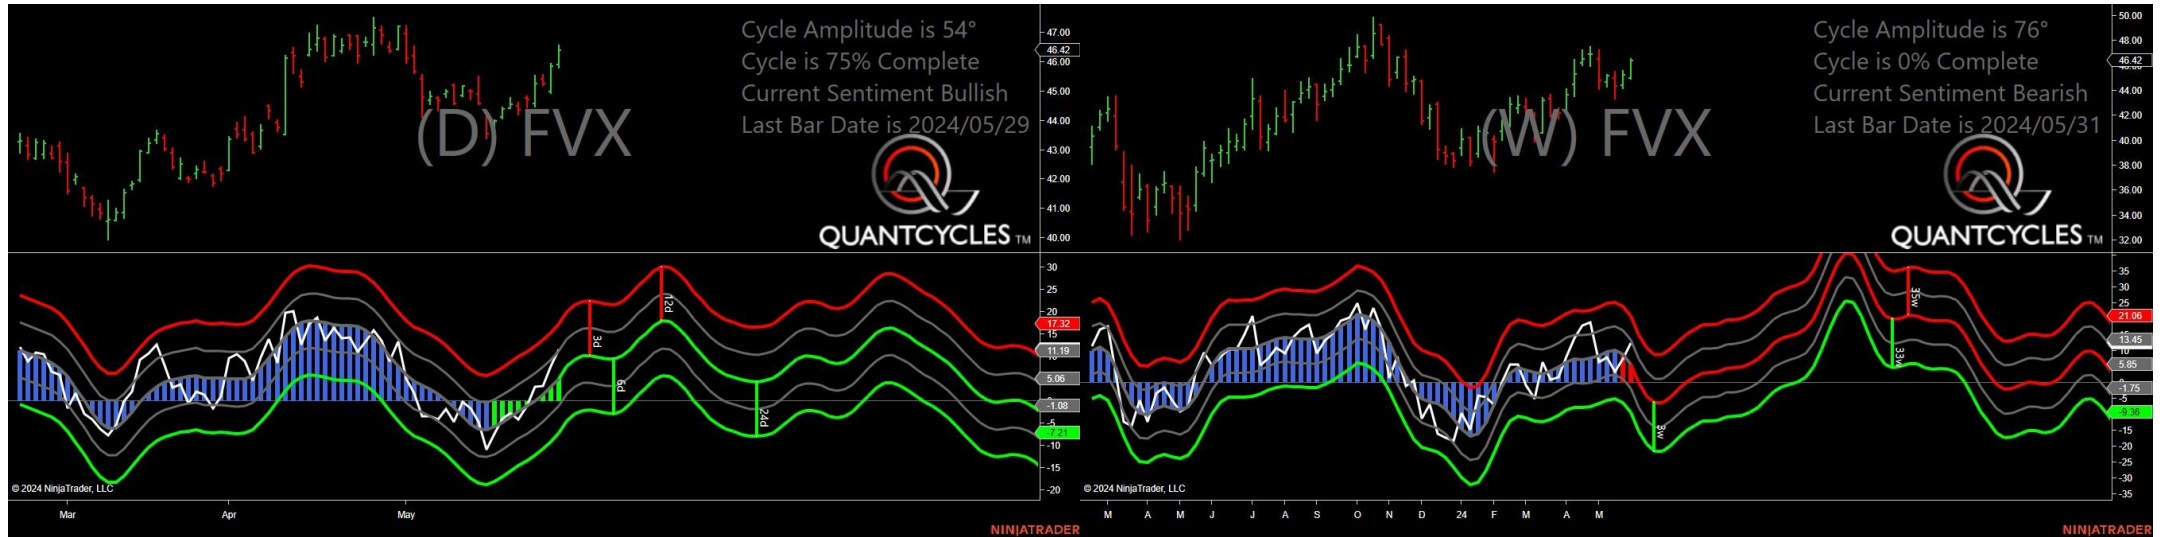 Cycle Amplitude is 54°
Cycle is 75% Complete
Current Sentiment Bullish
Last Bar Date is 2024/05/29
(D) FVX
QUANTCYCLES TM
47.00
46.42
46.00
45.00
44.00
43.00
42.00
41.00
40.00
30
25
20
17.32
15
11.19
5.06
-1.08
-5
-7.21
-10
-15
-20
3d
12d
6d
24d
© 2024 NinjaTrader, LLC
Mar Apr May
NINJATRADER
Cycle Amplitude is 76°
Cycle is 0% Complete
Current Sentiment Bearish
Last Bar Date is 2024/05/31
(W) FVX
QUANTCYCLES TM
50.00
48.00
46.42
44.00
42.00
40.00
38.00
36.00
34.00
32.00
35
30
25
21.06
13.45
10
5.85
-1.75
-5
-9.36
-15
-20
-25
-30
-35
35w
33w
© 2024 NinjaTrader, LLC
M A M J J A S O N D 24 F M A M
NINJATRADER